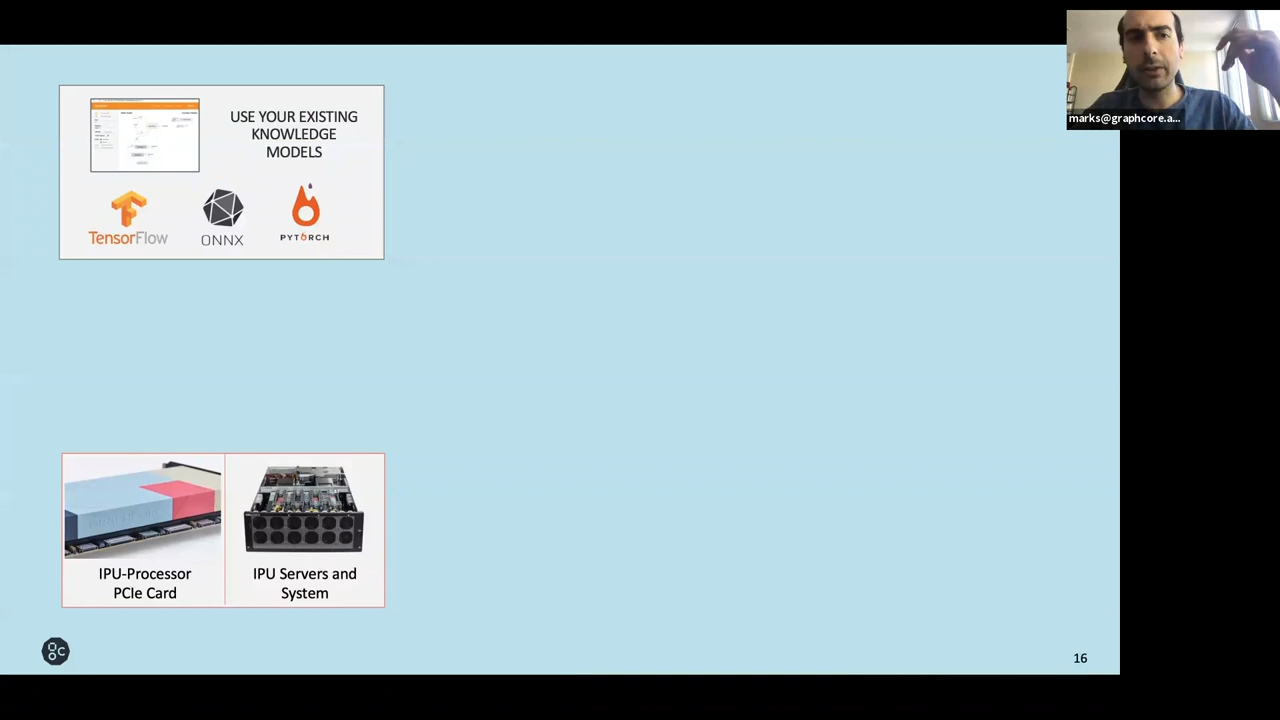 USE YOUR EXISTING
KNOWLEDGE
MODELS
TensorFlow
ONNX
PYTORCH
IPU-Processor
PCIe Card
IPU Servers and
System
16
marks@graphcore.a...